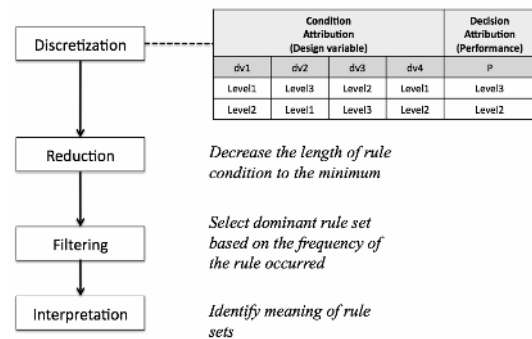 Discretization
Condition
Attribution
(Design variable)
Decision
Attribution
(Performance)
dv1 dv2 dv3 dv4 P
Level1 Level3 Level2 Level1 Level3
Level2 Level1 Level3 Level2 Level2
Reduction
Decrease the length of rule
condition to the minimum
Filtering
Select dominant rule set
based on the frequency of
the rule occurred
Interpretation
Identify meaning of rule
sets